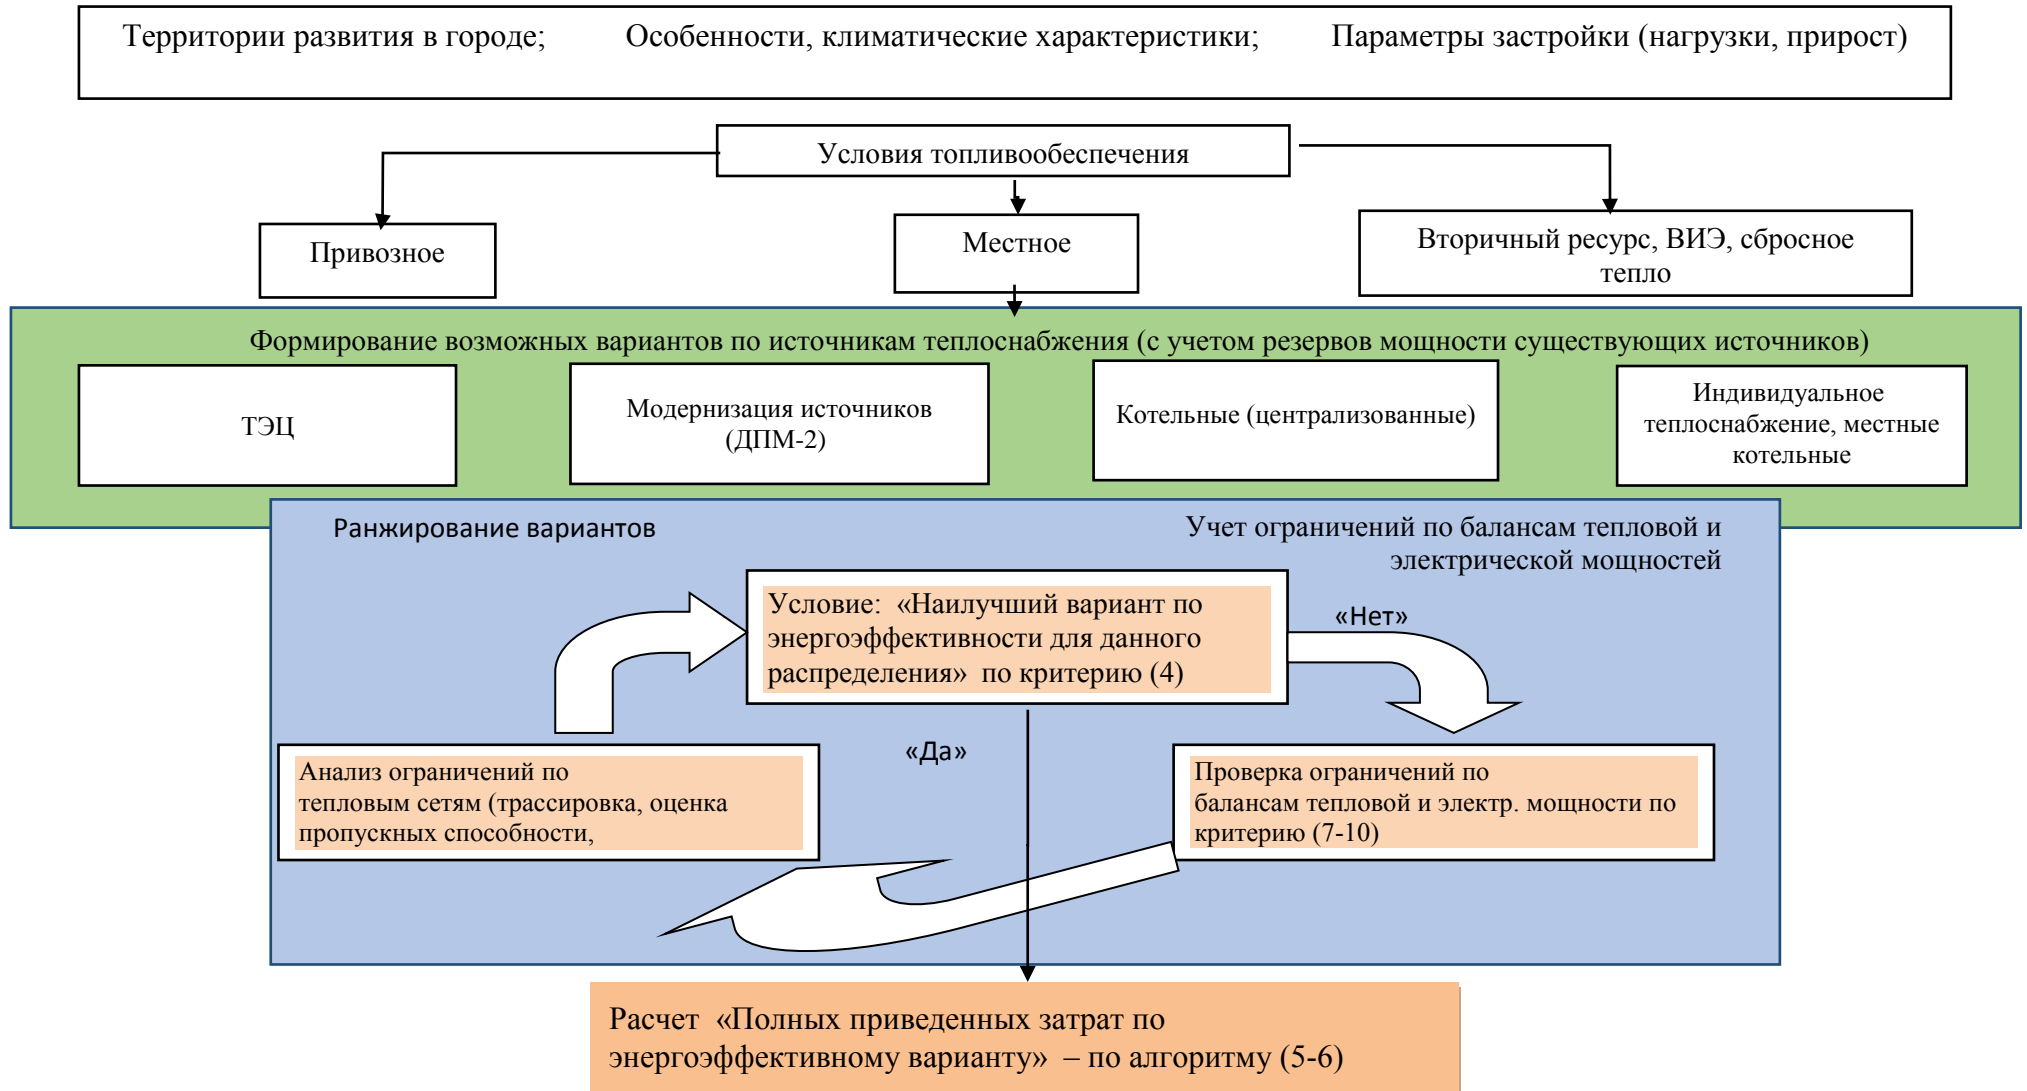 Территории развития в городе; Особенности, климатические характеристики; Параметры застройки (нагрузки, прирост)
Условия топливообеспечения
Привозное
Местное
Вторичный ресурс, ВИЭ, сбросное
тепло
Формирование возможных вариантов по источникам теплоснабжения (с учетом резервов мощности существующих источников)
ТЭЦ
Модернизация источников
(ДПМ-2)
Котельные (централизованные)
Индивидуальное
теплоснабжение, местные
котельные
Ранжирование вариантов
Учет ограничений по балансам тепловой и
электрической мощностей
Условие: «Наилучший вариант по
энергоэффективности для данного
распределения» по критерию (4)
«Нет»
«Да»
Анализ ограничений по
тепловым сетям (трассировка, оценка
пропускных способности,
Проверка ограничений по
балансам тепловой и электр. мощности по
критерию (7-10)
Расчет «Полных приведенных затрат по
энергоэффективному варианту» – по алгоритму (5-6)